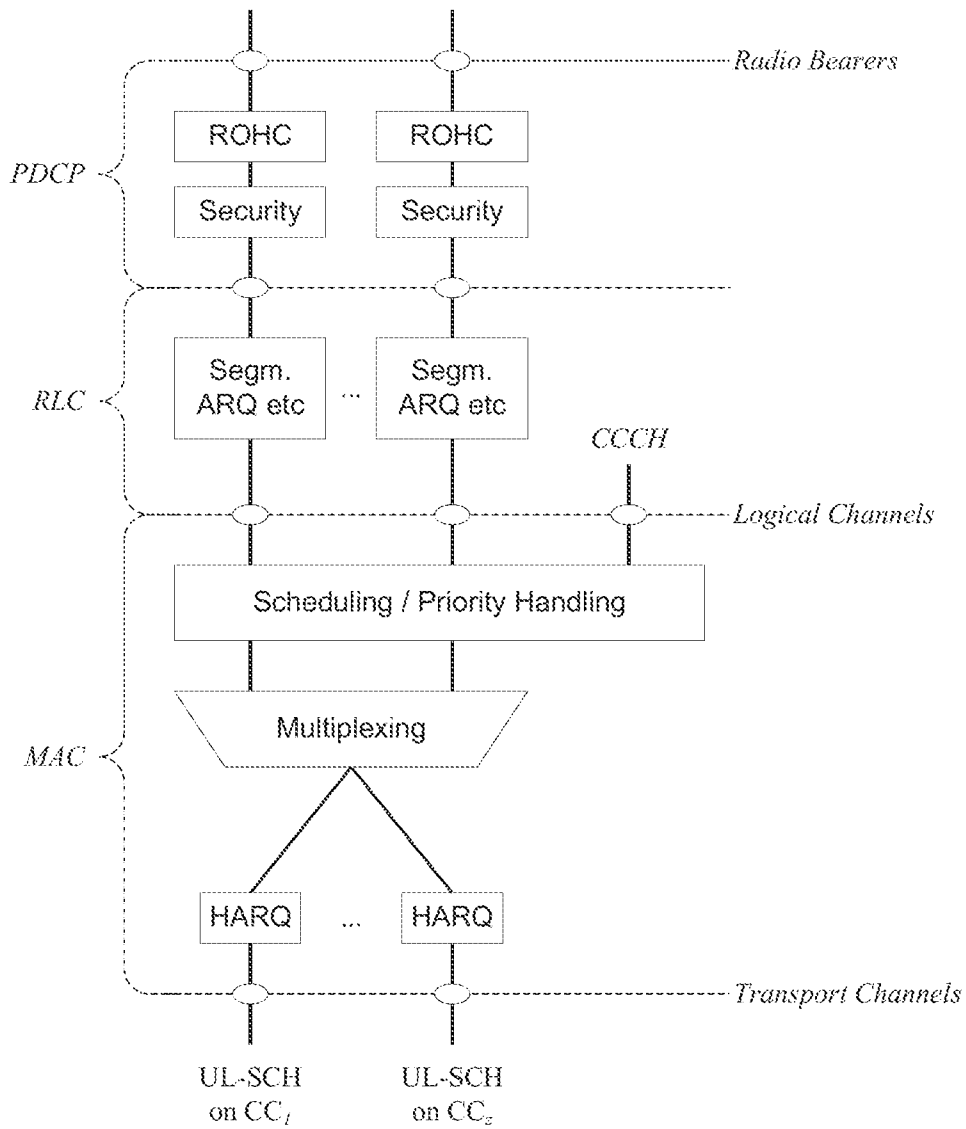 Radio Bearers
ROHC
ROHC
PDCP
Security
Security
Segm.
ARQ etc
...
Segm.
ARQ etc
RLC
CCCH
Logical Channels
Scheduling / Priority Handling
Multiplexing
MAC
HARQ
...
HARQ
Transport Channels
UL-SCH
on CC1
UL-SCH
on CCz